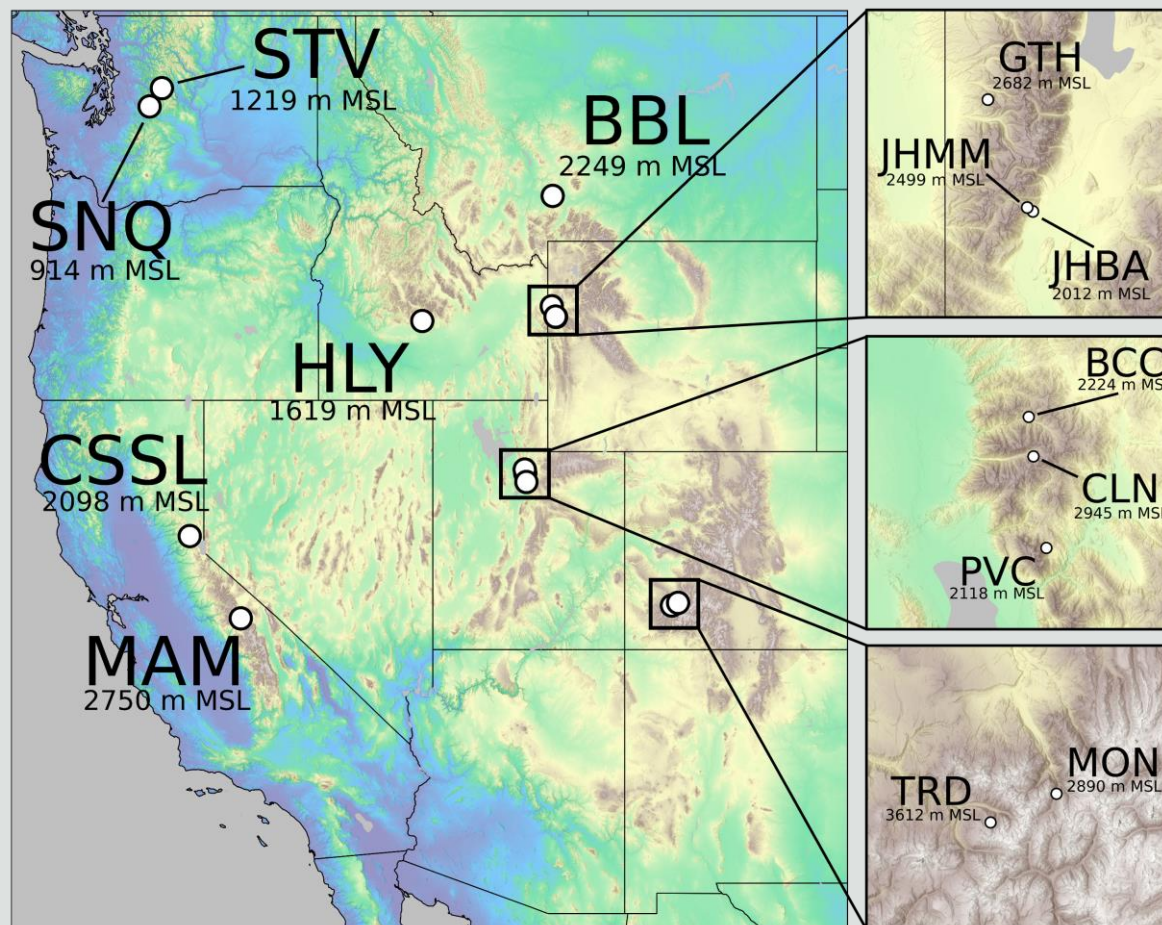 STV
1219 m MSL
SNQ
914 m MSL
BBL
2249 m MSL
HLY
1619 m MSL
CSSL
2098 m MSL
MAM
2750 m MSL
GTH
2682 m MSL
JHMM
2499 m MSL
JHBA
2012 m MSL
BCC
2224 m MSL
CLN
2945 m MSL
PVC
2118 m MSL
MON
2890 m MSL
TRD
3612 m MSL